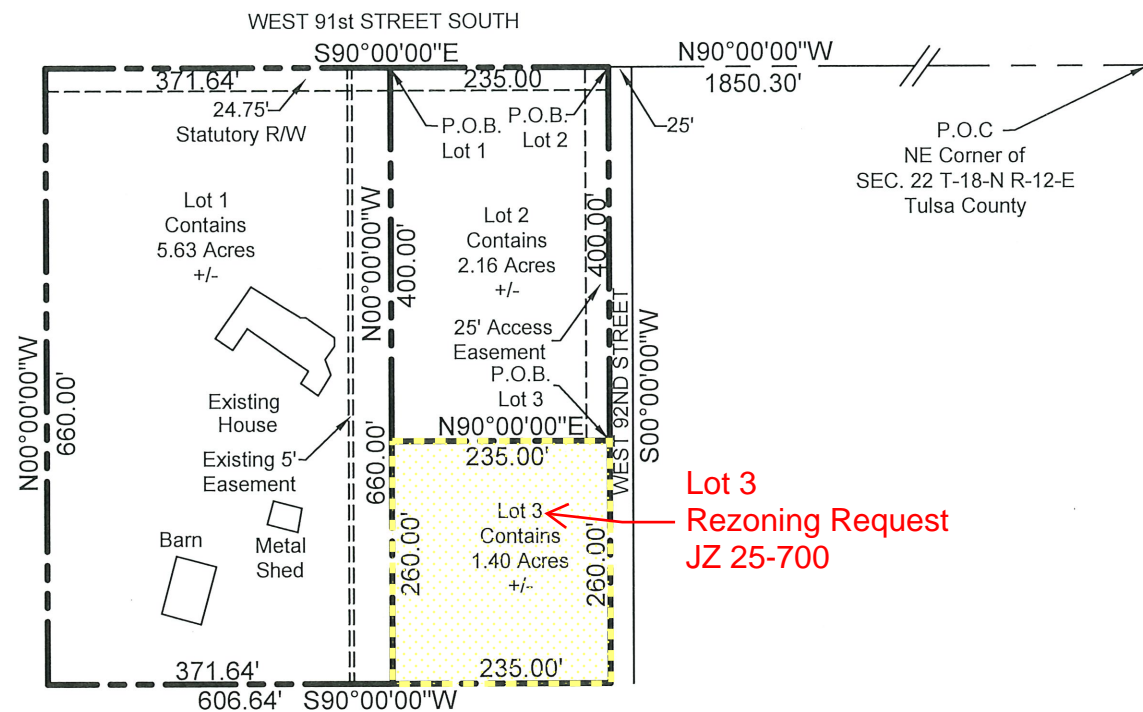 WEST 91st STREET SOUTH
S90°00'00"E
N90°00'00"W
371.64'
235.00
1850.30'
24.75'
Statutory R/W
P.O.B.
Lot 1
P.O.B.
Lot 2
25'
P.O.C
NE Corner of
SEC. 22 T-18-N R-12-E
Tulsa County
Lot 1
Contains
5.63 Acres
+/-
N00°00'00"W
400.00'
Lot 2
Contains
2.16 Acres
+/-
400.00'
25' Access
Easement
P.O.B.
Lot 3
WEST 92ND STREET
S00°00'00"W
N00°00'00"W
660.00'
Existing
House
Existing 5'
Easement
660.00'
N90°00'00"E
235.00'
Lot 3
Contains
1.40 Acres
+/-
260.00'
260.00'
Lot 3
Rezoning Request
JZ 25-700
Barn
Metal
Shed
371.64'
235.00'
606.64'
S90°00'00"W